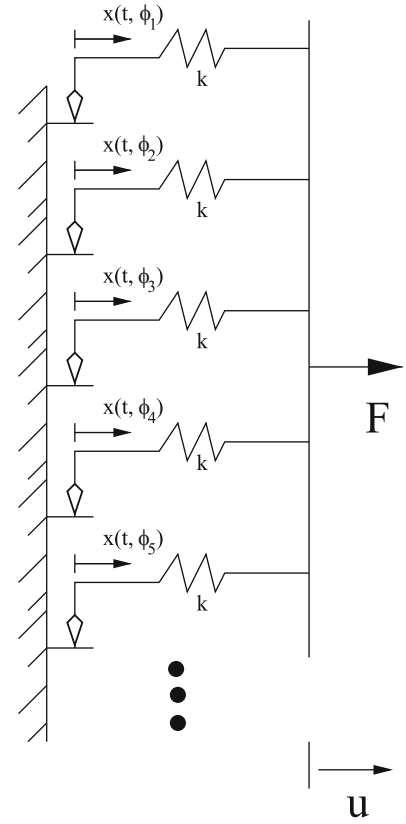 x(t, ϕ₁)
k
x(t, ϕ₂)
k
x(t, ϕ₃)
k
F
x(t, ϕ₄)
k
x(t, ϕ₅)
k
u